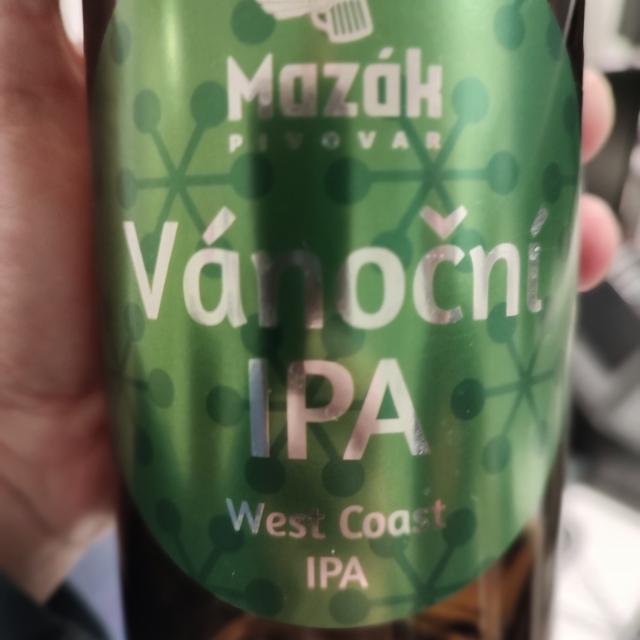 Mazák
PIVOVAR
Vánoční
IPA
West Coast
IPA